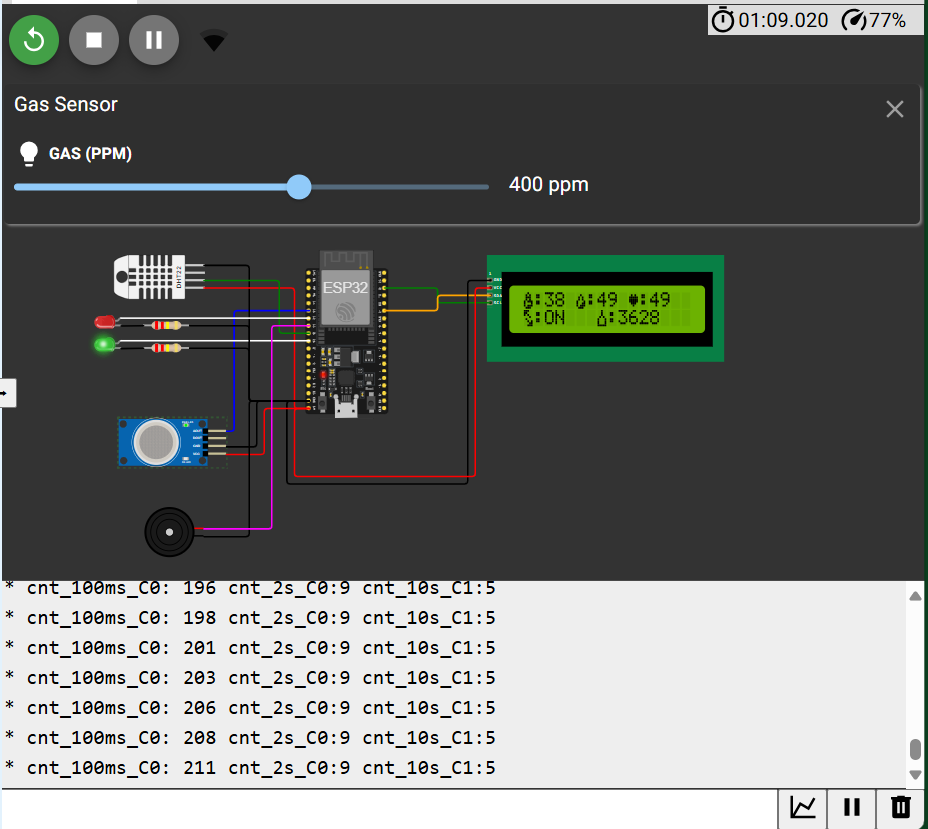 01:09.020 77%
Gas Sensor
GAS (PPM)
400 ppm
DHT22
ESP32
:38 :49 :49
:ON :3628
* cnt_100ms_C0: 196 cnt_2s_C0:9 cnt_10s_C1:5
* cnt_100ms_C0: 198 cnt_2s_C0:9 cnt_10s_C1:5
* cnt_100ms_C0: 201 cnt_2s_C0:9 cnt_10s_C1:5
* cnt_100ms_C0: 203 cnt_2s_C0:9 cnt_10s_C1:5
* cnt_100ms_C0: 206 cnt_2s_C0:9 cnt_10s_C1:5
* cnt_100ms_C0: 208 cnt_2s_C0:9 cnt_10s_C1:5
* cnt_100ms_C0: 211 cnt_2s_C0:9 cnt_10s_C1:5